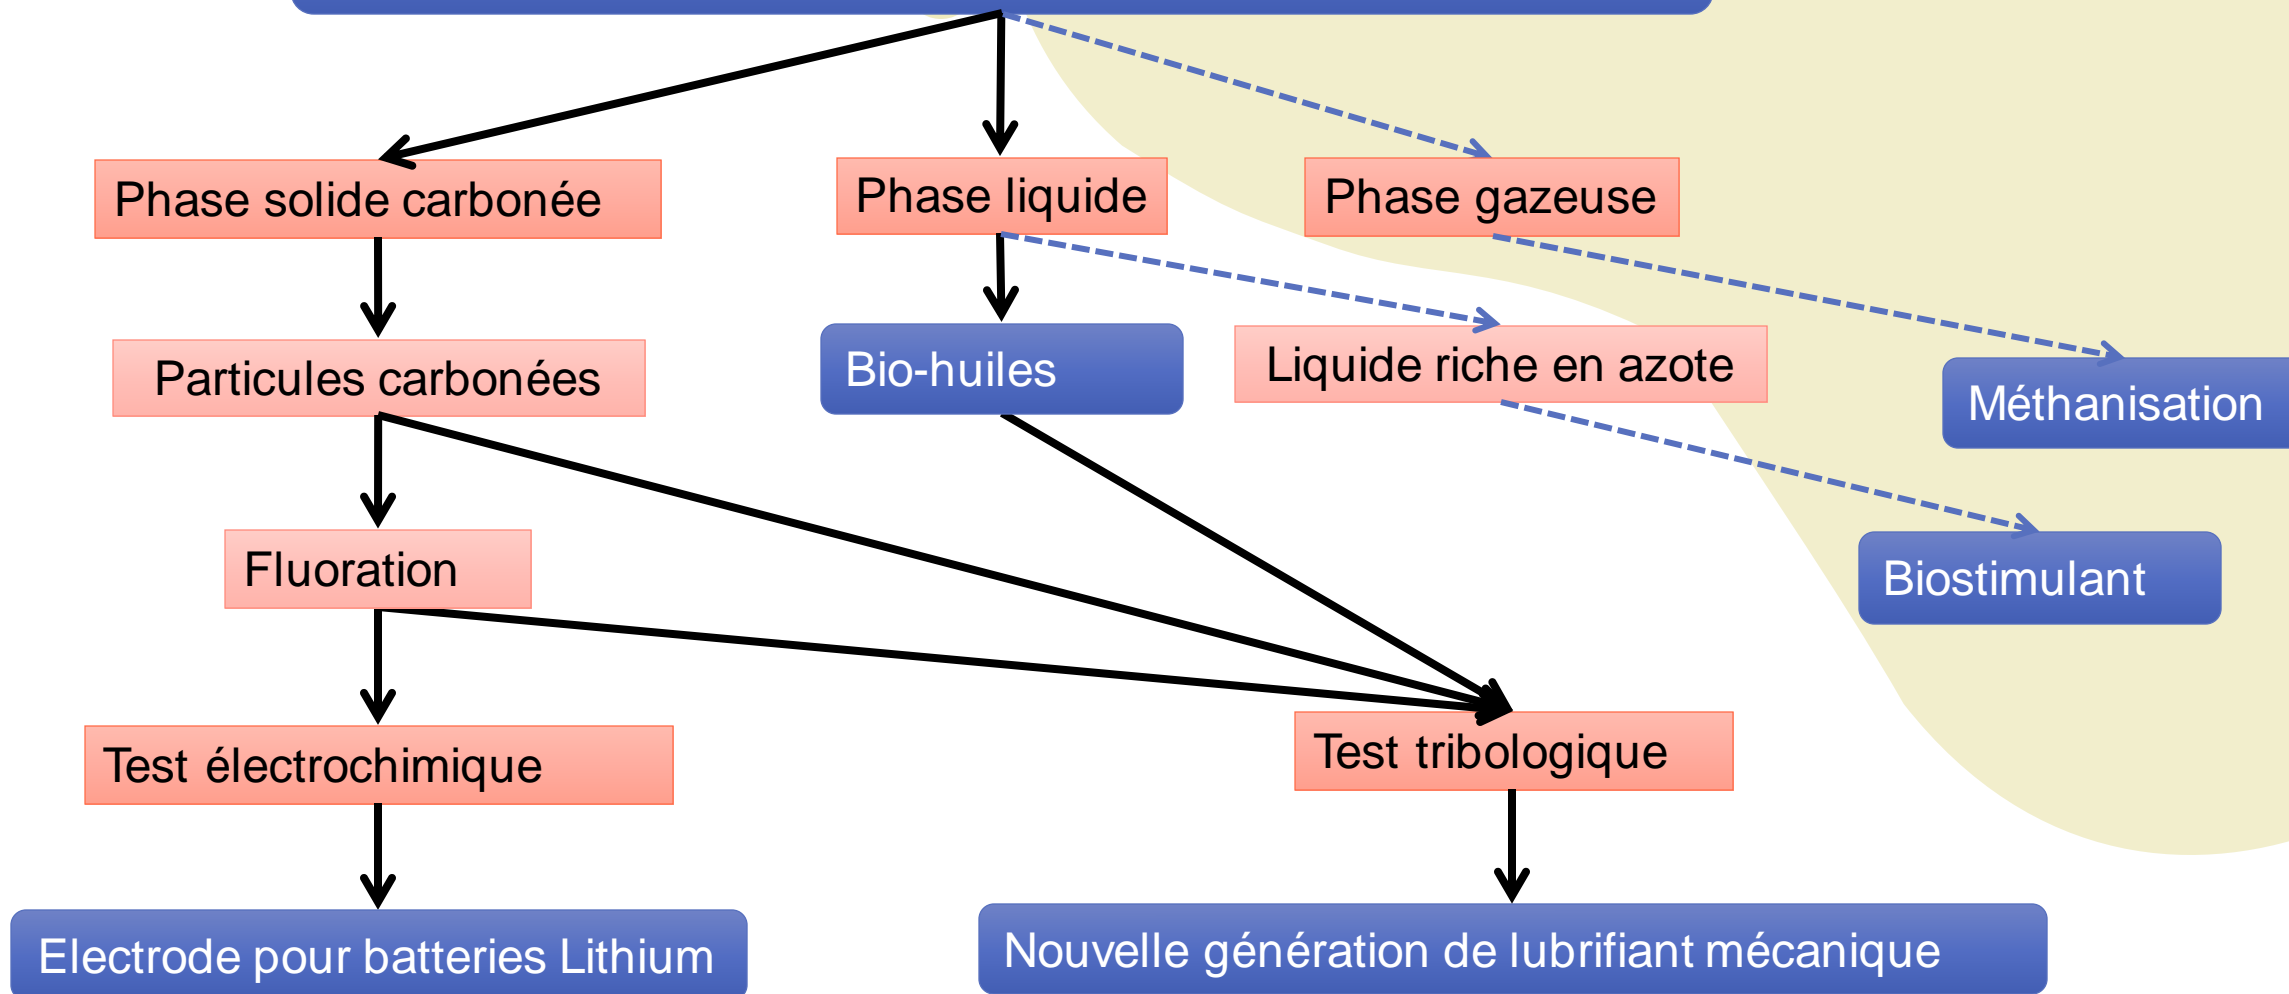 Phase solide carbonée
Phase liquide
Phase gazeuse
Particules carbonées
Bio-huiles
Liquide riche en azote
Méthanisation
Fluoration
Biostimulant
Test électrochimique
Test tribologique
Electrode pour batteries Lithium
Nouvelle génération de lubrifiant mécanique